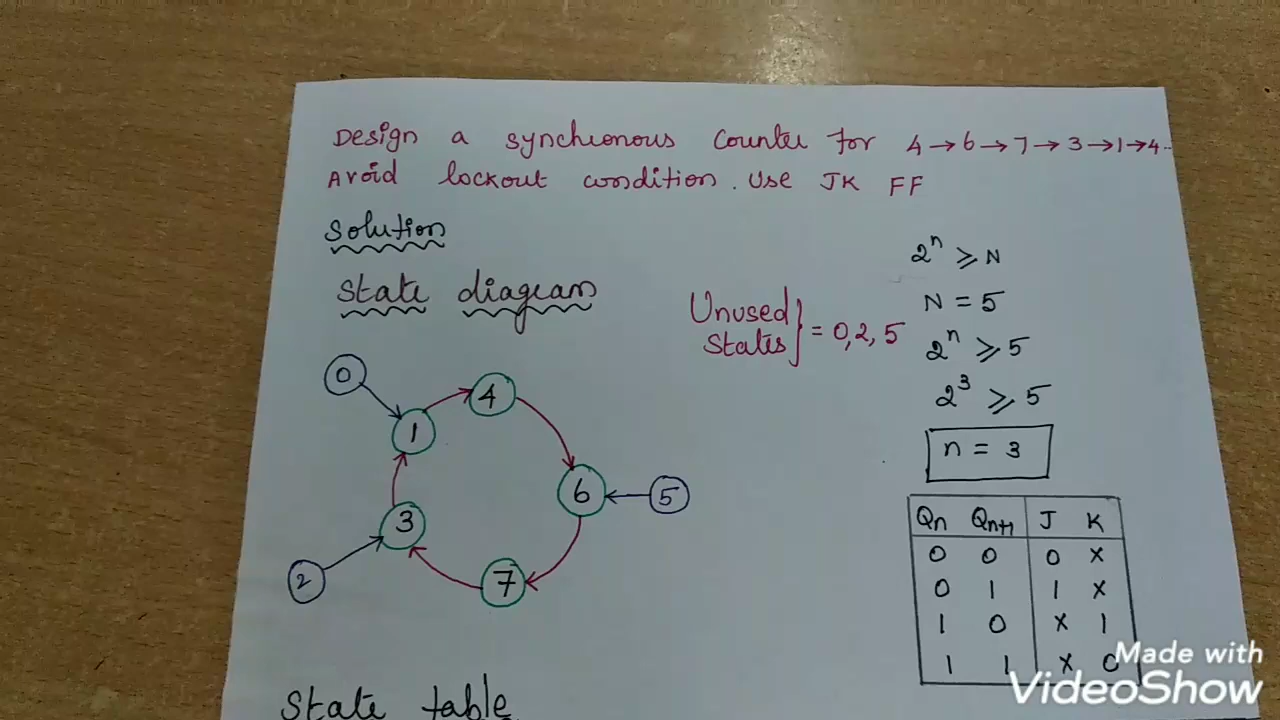 Design a synchronous counter for 4→6→7→3→1→4..
Avoid lockout condition. Use JK FF
Solution
State diagram
Unused States } = 0,2,5
2ⁿ ⩾ N
N = 5
2ⁿ ⩾ 5
2³ ⩾ 5
n = 3
0
1
4
6
5
3
2
7
Qn Qn+1 J K
0 0 0 x
0 1 1 x
1 0 x 1
1 1 x 0
State table
Made with
VideoShow